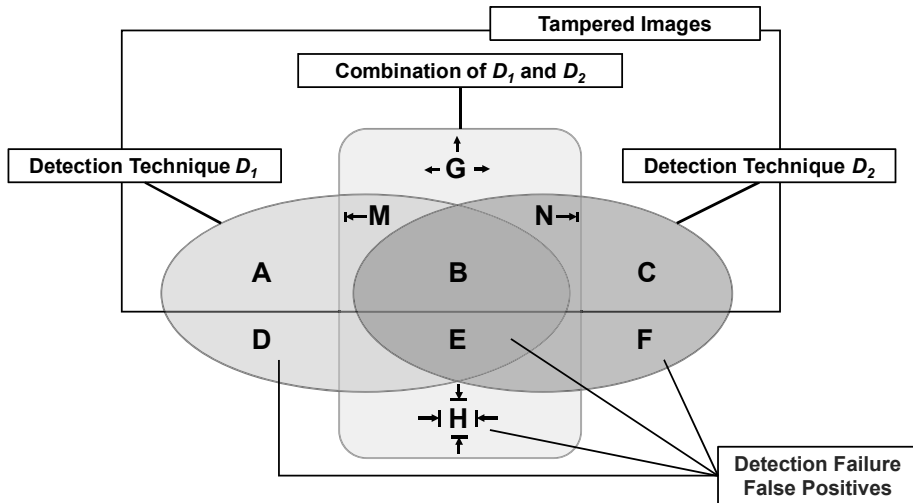 Tampered Images
Combination of D1 and D2
G
Detection Technique D1
Detection Technique D2
M
N
A
B
C
D
E
F
H
Detection Failure
False Positives